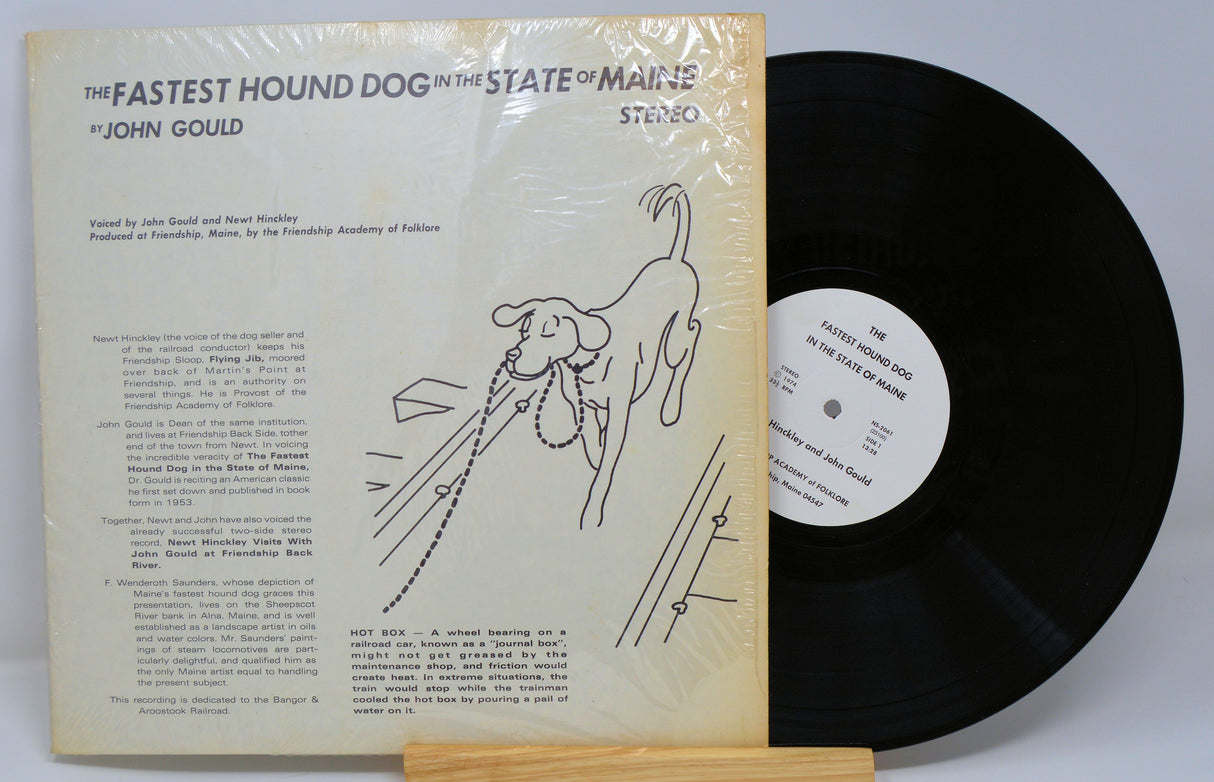 THE FASTEST HOUND DOG IN THE STATE OF MAINE
STEREO
BY JOHN GOULD
Voiced by John Gould and Newt Hinckley
Produced at Friendship, Maine, by the Friendship Academy of Folklore
Newt Hinckley (the voice of the dog seller and
of the railroad conductor) keeps his
Friendship Sloop, Flying Jib, moored
over back of Martin's Point at
Friendship, and is an authority on
several things. He is Provost of the
Friendship Academy of Folklore.
John Gould is Dean of the same institution,
and lives at Friendship Back Side, tother
end of the town from Newt. In voicing
the incredible veracity of The Fastest
Hound Dog in the State of Maine,
Dr. Gould is reciting an American classic
he first set down and published in book
form in 1953.
Together, Newt and John have also voiced the
already successful two-side stereo
record, Newt Hinckley Visits With
John Gould at Friendship Back
River.
F. Wenderoth Saunders, whose depiction of
Maine's fastest hound dog graces this
presentation, lives on the Sheepscot
River bank in Alna, Maine, and is well
established as a landscape artist in oils
and water colors. Mr. Saunders' paint-
ings of steam locomotives are part-
icularly delightful, and qualified him as
the only Maine artist equal to handling
the present subject.
This recording is dedicated to the Bangor &
Aroostook Railroad.
HOT BOX — A wheel bearing on a
railroad car, known as a "journal box",
might not get greased by the
maintenance shop, and friction would
create heat. In extreme situations, the
train would stop while the trainman
cooled the hot box by pouring a pail of
water on it.
THE
FASTEST HOUND DOG
IN THE STATE OF MAINE
STEREO
© 1974
33⅓ RPM
NS-2061
SIDE 1
13:28
Hinckley and John Gould
ACADEMY of FOLKLORE
Maine 04547